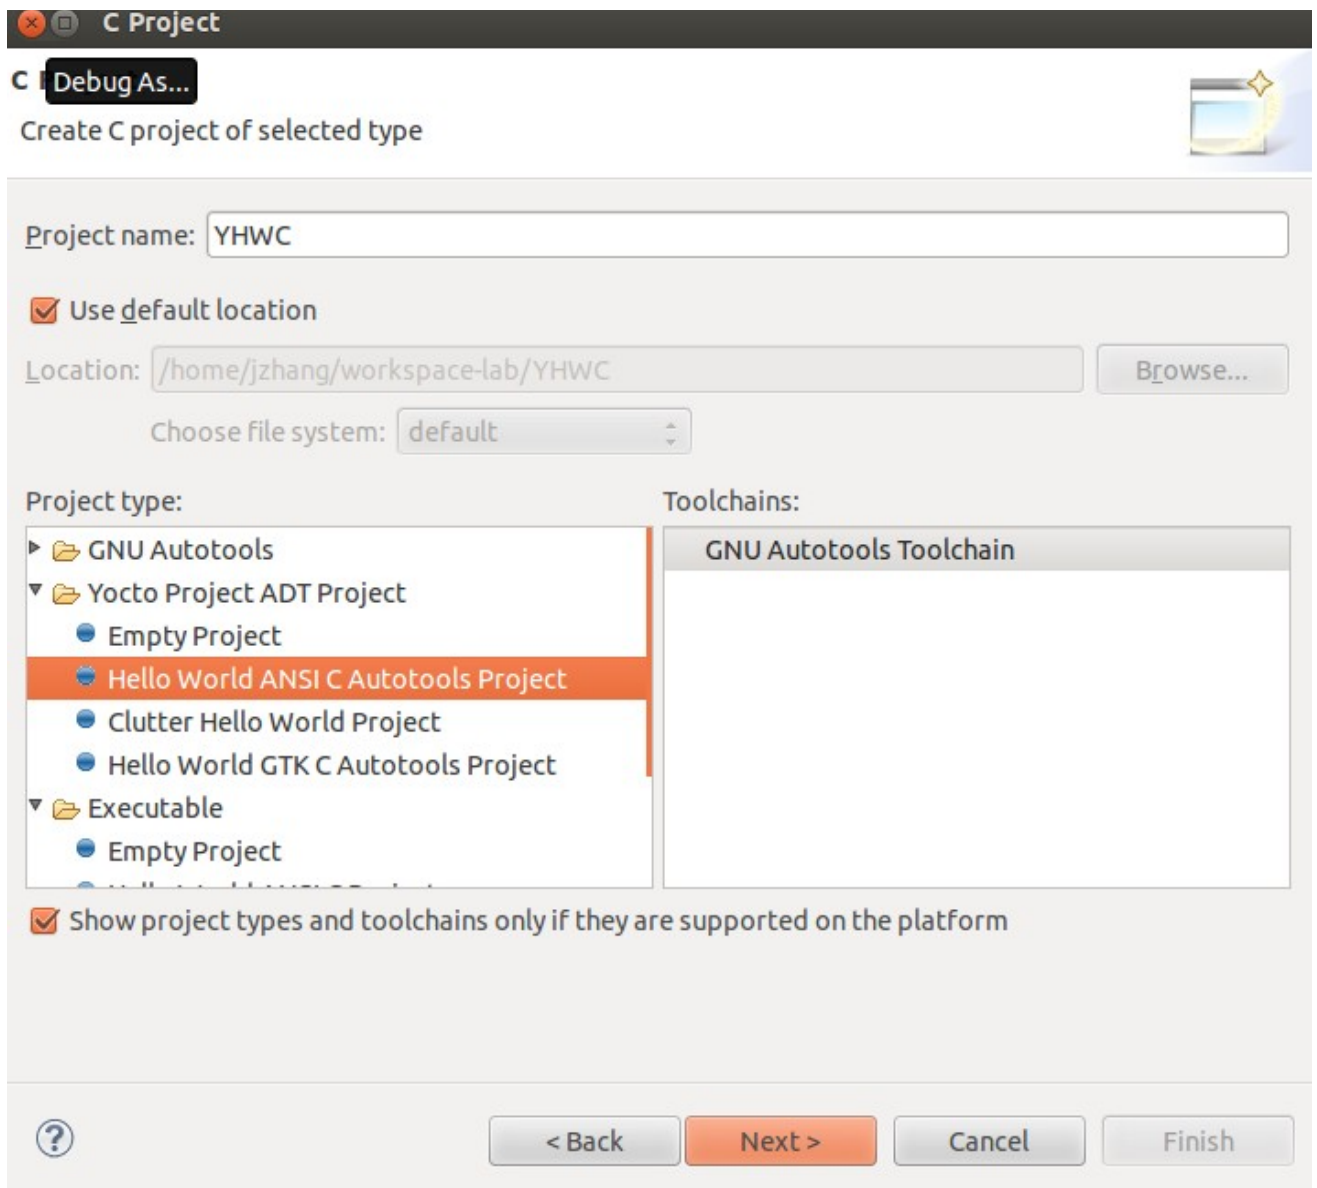 C Project
C
Debug As...
Create C project of selected type
Project name: YHWC
Use default location
Location: /home/jzhang/workspace-lab/YHWC Browse...
Choose file system: default
Project type: Toolchains:
GNU Autotools GNU Autotools Toolchain
Yocto Project ADT Project
Empty Project
Hello World ANSI C Autotools Project
Clutter Hello World Project
Hello World GTK C Autotools Project
Executable
Empty Project
Show project types and toolchains only if they are supported on the platform
< Back Next > Cancel Finish